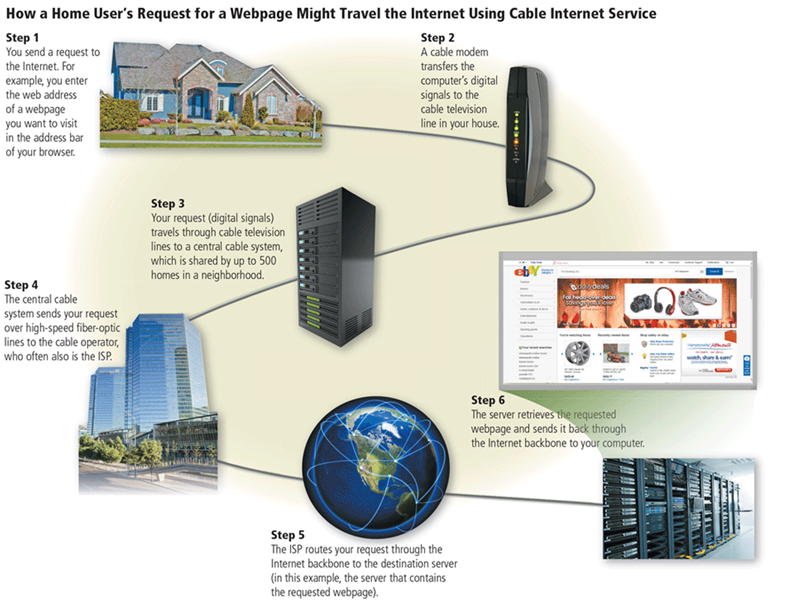 How a Home User's Request for a Webpage Might Travel the Internet Using Cable Internet Service
Step 1
You send a request to
the Internet. For
example, you enter
the web address
of a webpage
you want to visit
in the address bar
of your browser.
Step 2
A cable modem
transfers the
computer's digital
signals to the
cable television
line in your house.
Step 3
Your request (digital signals)
travels through cable television
lines to a central cable system,
which is shared by up to 500
homes in a neighborhood.
Step 4
The central cable
system sends your request
over high-speed fiber-optic
lines to the cable operator,
who often also is the ISP.
Step 5
The ISP routes your request through the
Internet backbone to the destination server
(in this example, the server that contains
the requested webpage).
ebay
daily deals
Fall head-over-deals
watch, share & earn
Step 6
The server retrieves the requested
webpage and sends it back through
the Internet backbone to your computer.